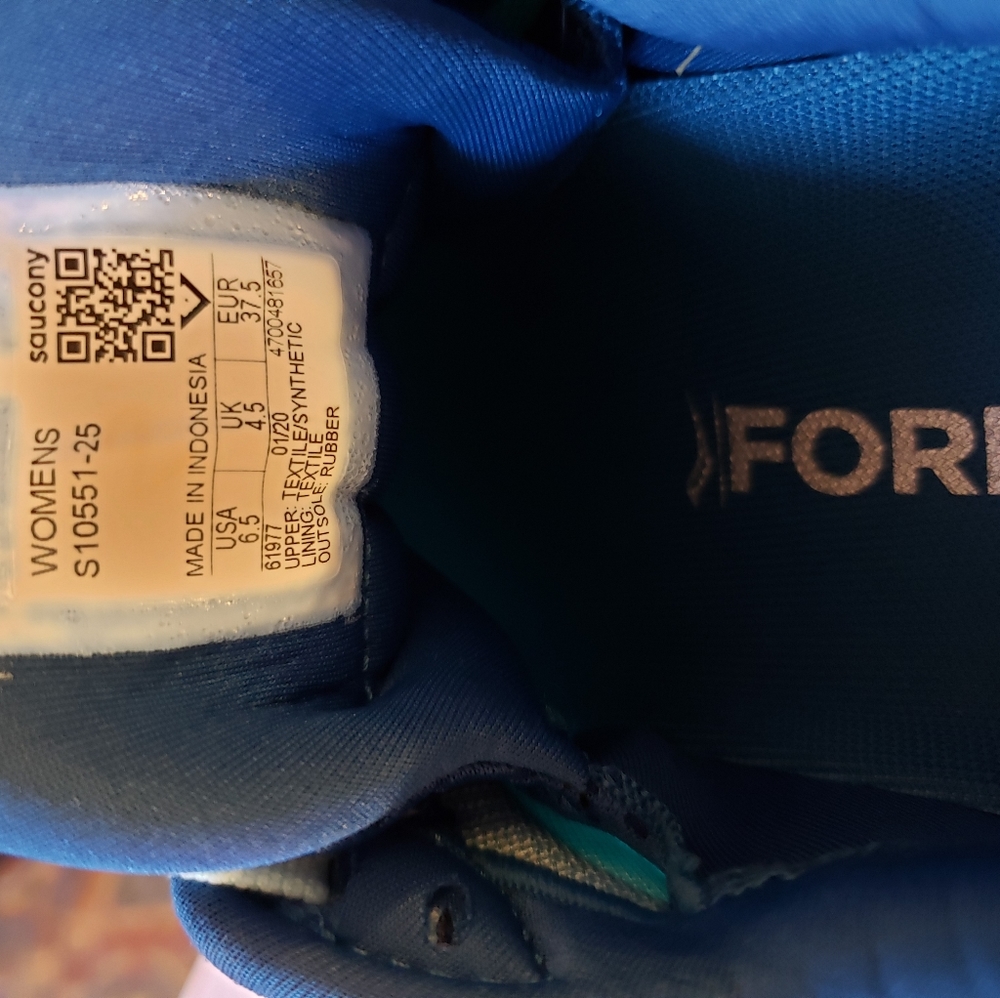 saucony
WOMENS
S10551-25
MADE IN INDONESIA
USA UK EUR
6.5 4.5 37.5
61977 01/20 4700481657
UPPER: TEXTILE/SYNTHETIC
LINING: TEXTILE
OUTSOLE: RUBBER
FOR